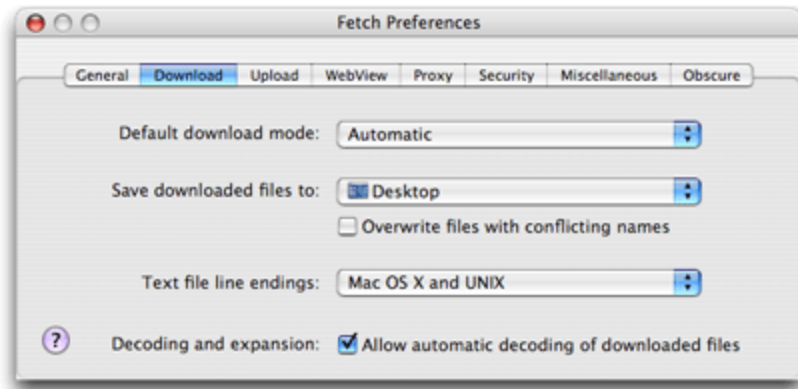 Fetch Preferences
General Download Upload WebView Proxy Security Miscellaneous Obscure
Default download mode: Automatic
Save downloaded files to: Desktop
Overwrite files with conflicting names
Text file line endings: Mac OS X and UNIX
? Decoding and expansion: Allow automatic decoding of downloaded files